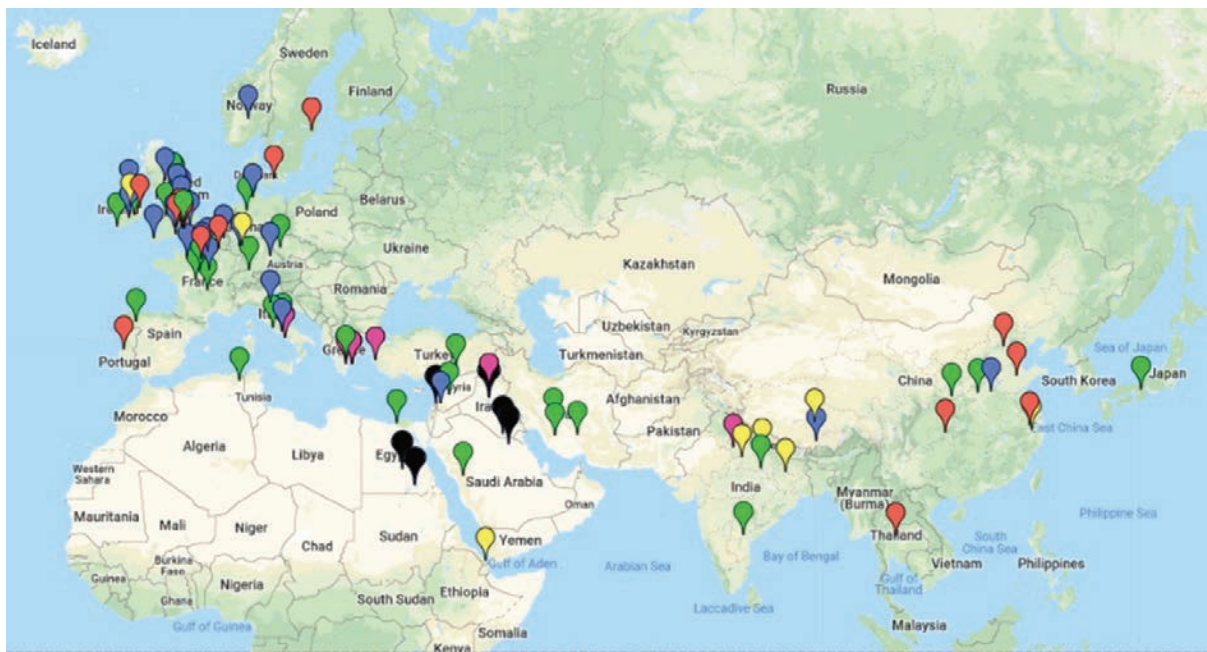 Iceland
Sweden
Norway
Finland
Russia
United
Kingdom
Poland
Belarus
Ukraine
Austria
France
Romania
Kazakhstan
Mongolia
Spain
Portugal
Greece
Turkey
Uzbekistan
Kyrgyzstan
Turkmenistan
Sea of Japan
China
South Korea
Japan
Tunisia
Morocco
Afghanistan
Pakistan
East China Sea
Algeria
Libya
Egypt
Saudi Arabia
Western
Sahara
India
Oman
Myanmar
(Burma)
Mauritania
Mali
Niger
Chad
Sudan
Yemen
Gulf of Aden
Arabian Sea
Bay of Bengal
Thailand
South
China Sea
Philippine Sea
Burkina
Faso
Guinea
Ghana
Nigeria
South Sudan
Ethiopia
Gulf of
Thailand
Vietnam
Philippines
Laccadive Sea
Gulf of Guinea
Somalia
Kenya
Malaysia